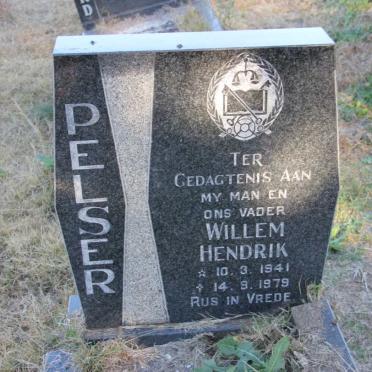 PELSER
TER
GEDAGTENIS AAN
MY MAN EN
ONS VADER
WILLEM
HENDRIK
☆ 10. 3. 1941
✝ 14. 9. 1979
RUS IN VREDE